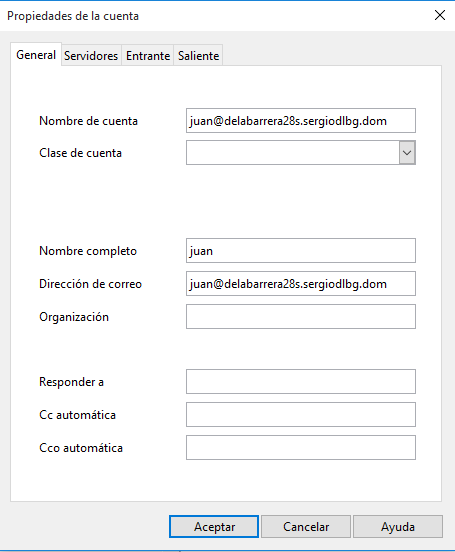 Propiedades de la cuenta
General Servidores Entrante Saliente
Nombre de cuenta juan@delabarrera28s.sergiodlbg.dom
Clase de cuenta
Nombre completo juan
Dirección de correo juan@delabarrera28s.sergiodlbg.dom
Organización
Responder a
Cc automática
Cco automática
Aceptar Cancelar Ayuda